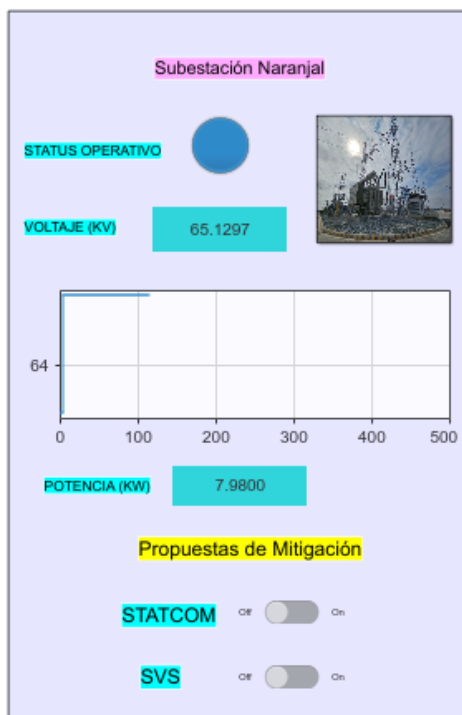 Subestación Naranjal
STATUS OPERATIVO
VOLTAJE (KV)
65.1297
64
0 100 200 300 400 500
POTENCIA (KW)
7.9800
Propuestas de Mitigación
STATCOM Off On
SVS Off On